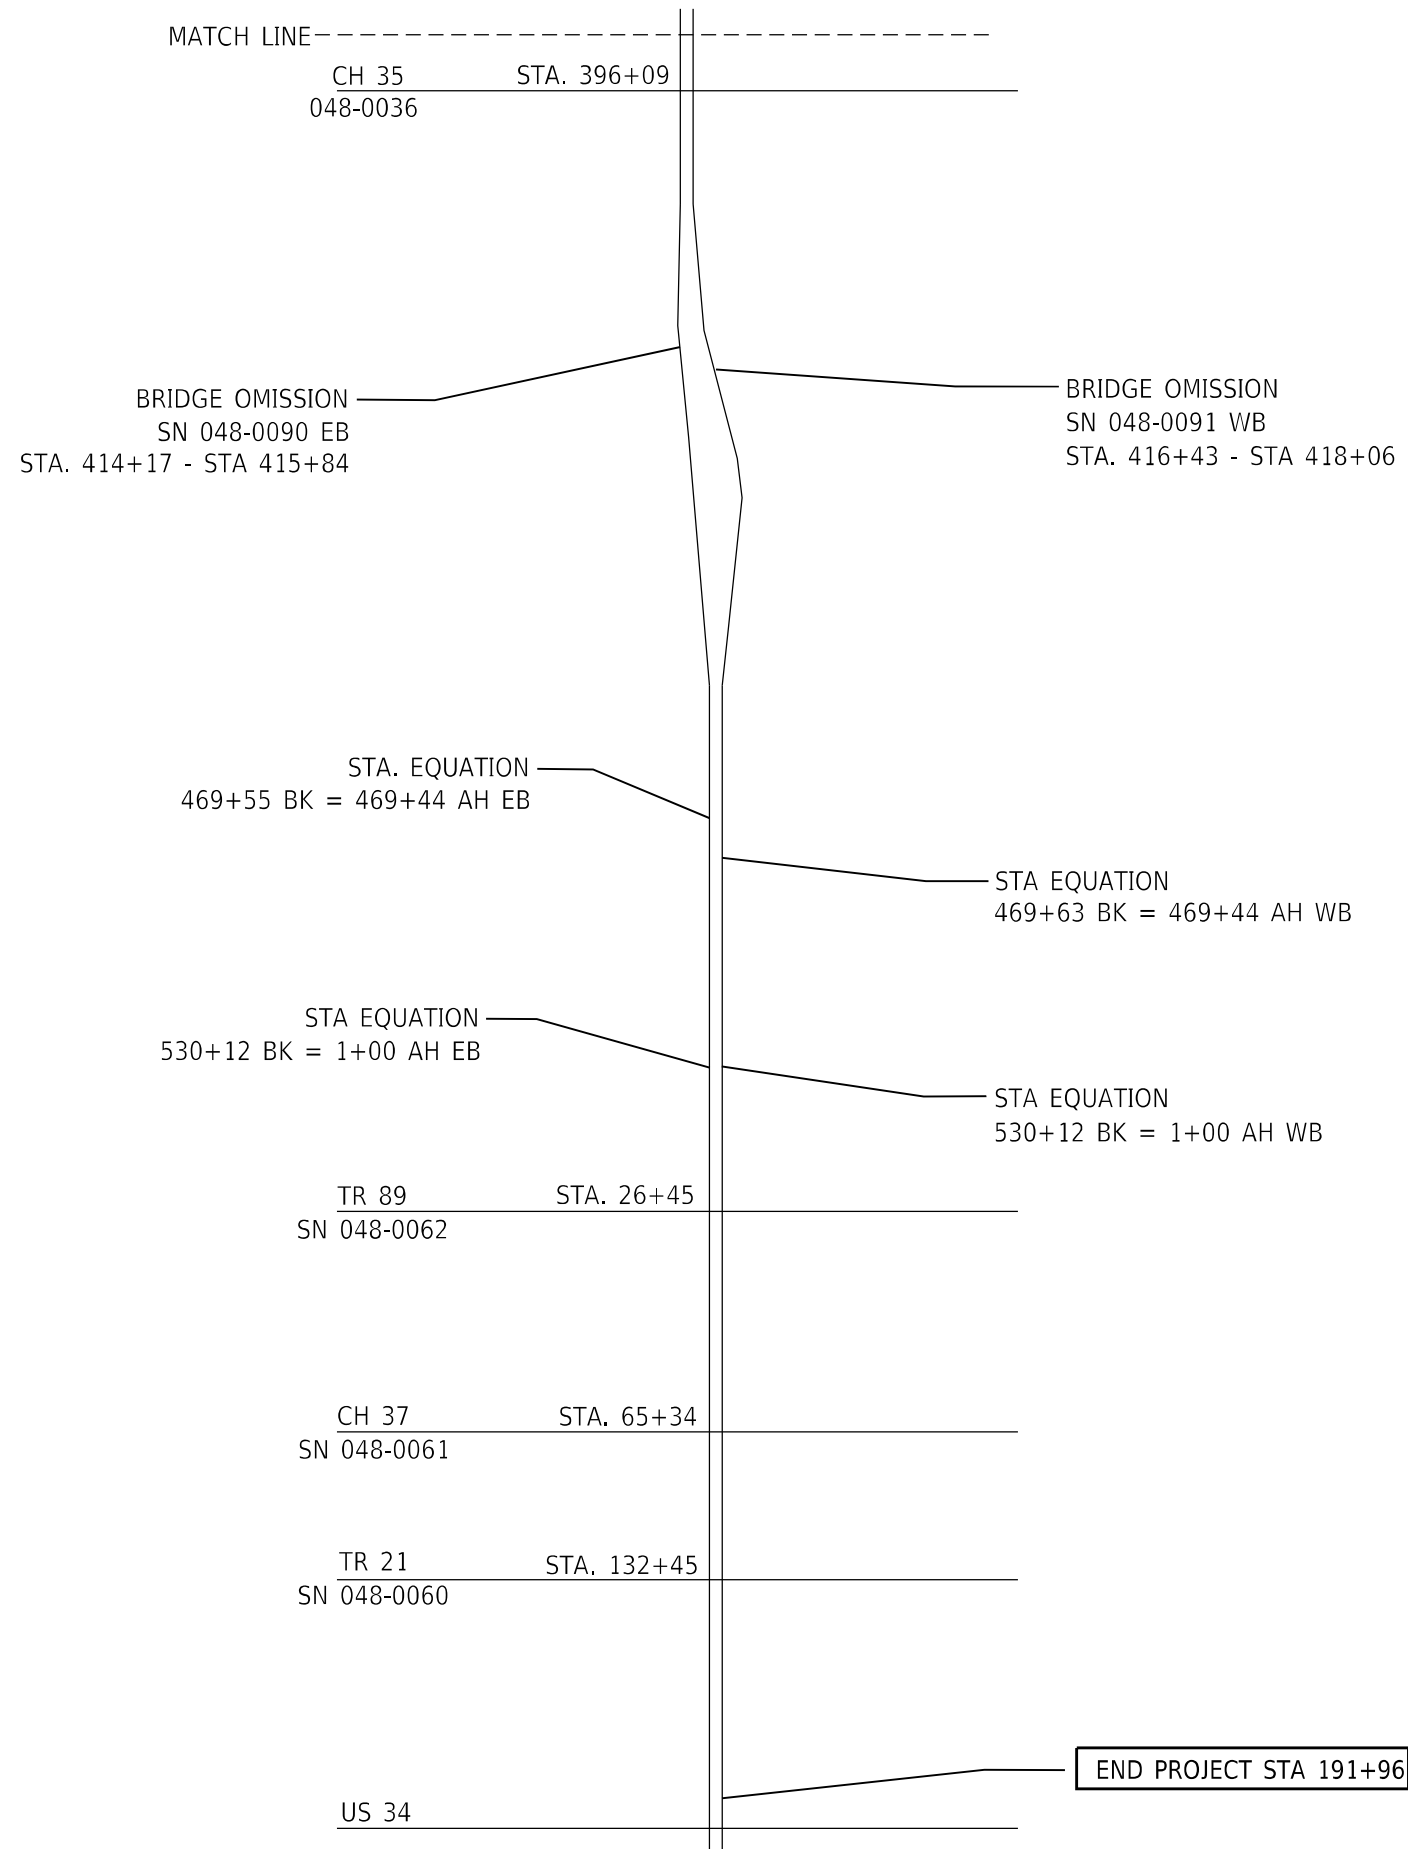 MATCH LINE
CH 35 STA. 396+09
048-0036
BRIDGE OMISSION
SN 048-0090 EB
STA. 414+17 - STA 415+84
BRIDGE OMISSION
SN 048-0091 WB
STA. 416+43 - STA 418+06
STA. EQUATION
469+55 BK = 469+44 AH EB
STA EQUATION
469+63 BK = 469+44 AH WB
STA EQUATION
530+12 BK = 1+00 AH EB
STA EQUATION
530+12 BK = 1+00 AH WB
TR 89 STA. 26+45
SN 048-0062
CH 37 STA. 65+34
SN 048-0061
TR 21 STA. 132+45
SN 048-0060
END PROJECT STA 191+96
US 34